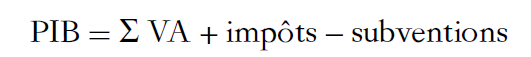 PIB = Σ VA + impôts – subventions